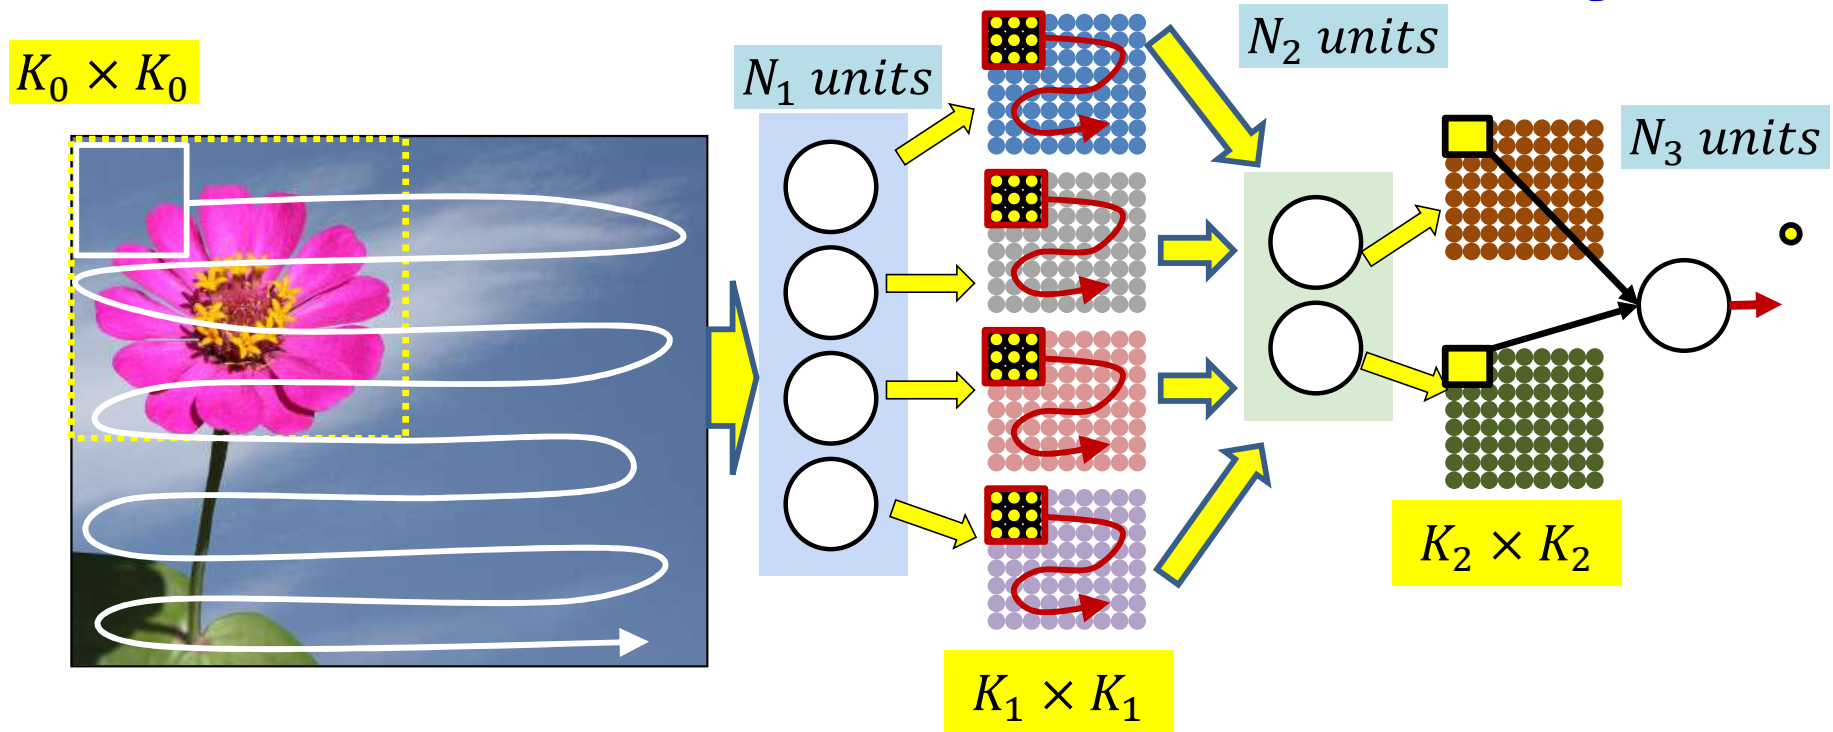 K₀ × K₀
N₁ units
N₂ units
N₃ units
K₁ × K₁
K₂ × K₂